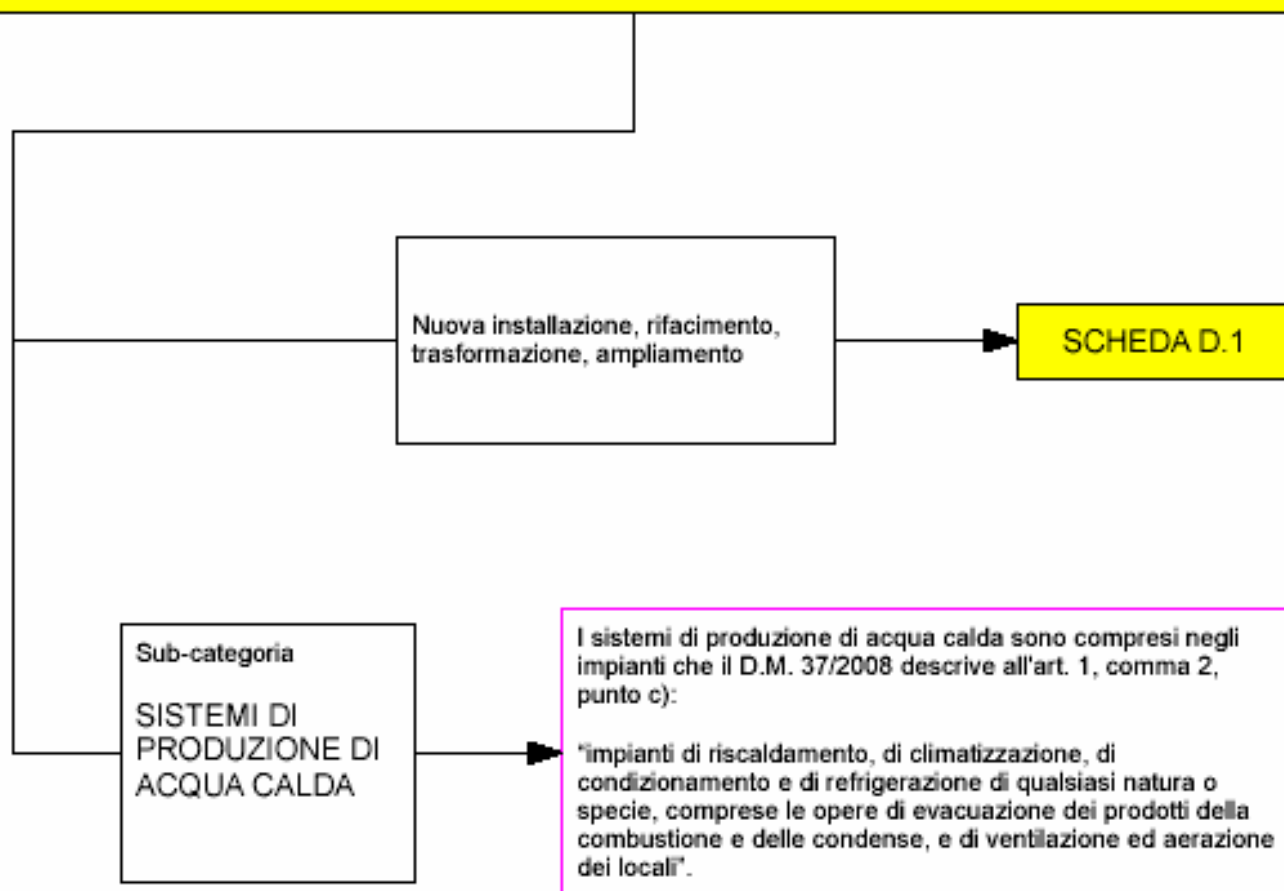 Nuova installazione, rifacimento,
trasformazione, ampliamento
SCHEDA D.1
Sub-categoria
SISTEMI DI
PRODUZIONE DI
ACQUA CALDA
I sistemi di produzione di acqua calda sono compresi negli
impianti che il D.M. 37/2008 descrive all'art. 1, comma 2,
punto c):
"impianti di riscaldamento, di climatizzazione, di
condizionamento e di refrigerazione di qualsiasi natura o
specie, comprese le opere di evacuazione dei prodotti della
combustione e delle condense, e di ventilazione ed aerazione
dei locali".